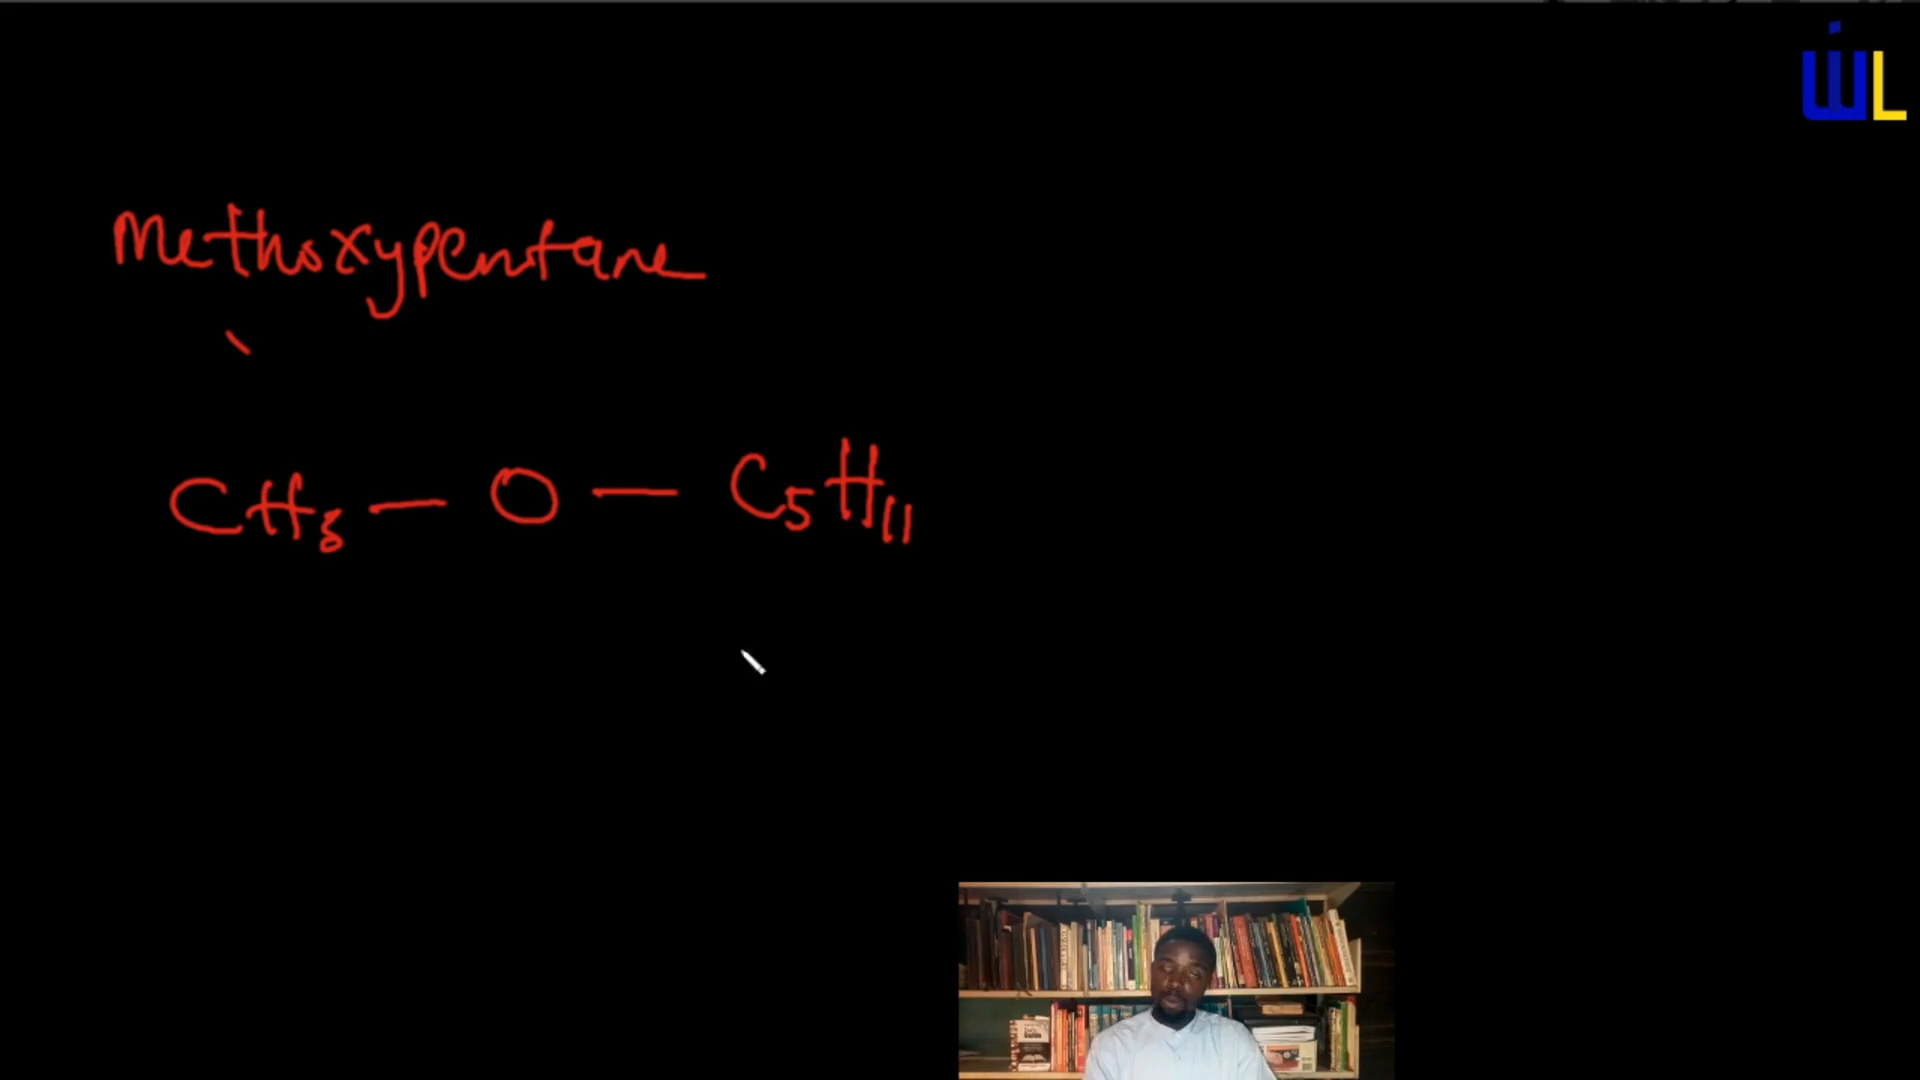 WL
Methoxypentane
CH₃ — O — C₅H₁₁